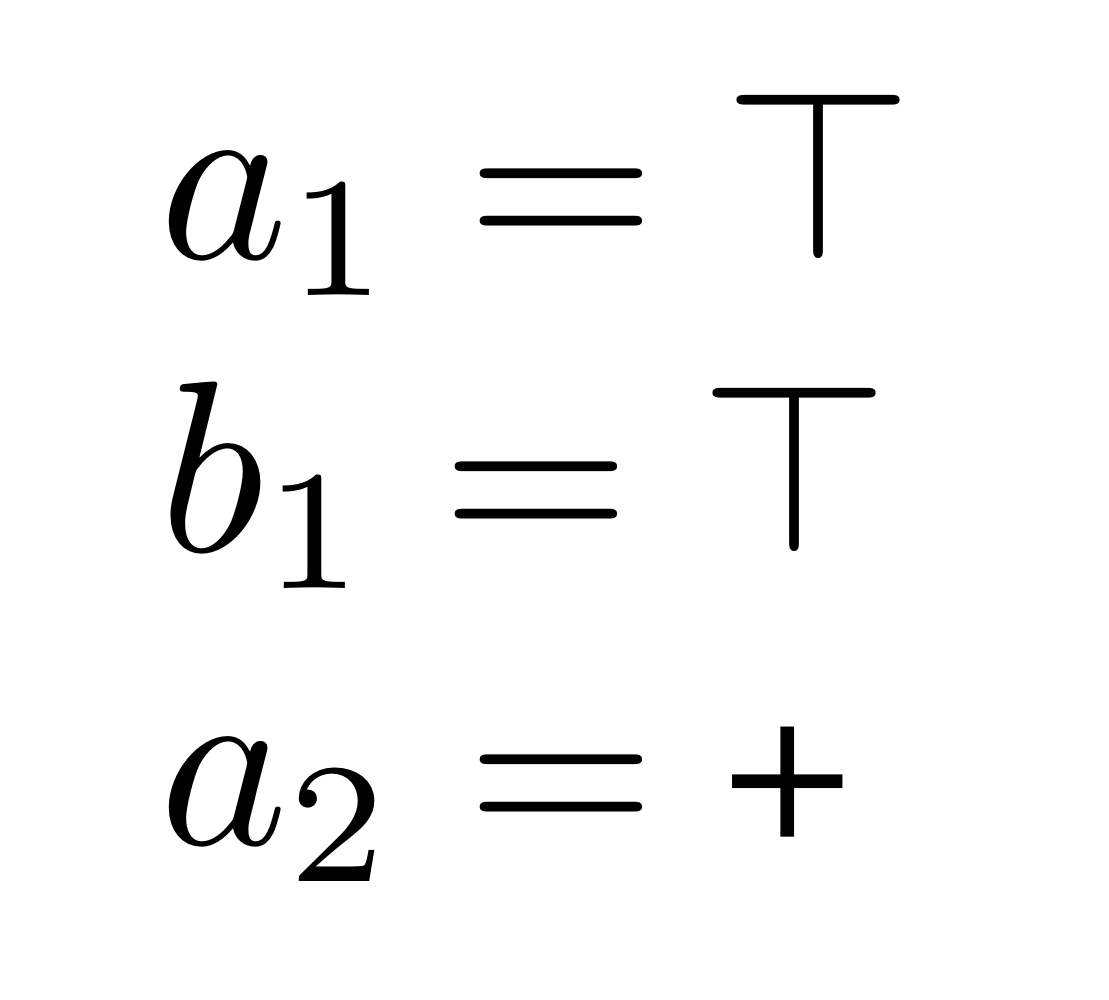 a₁ = ⊤
b₁ = ⊤
a₂ = +